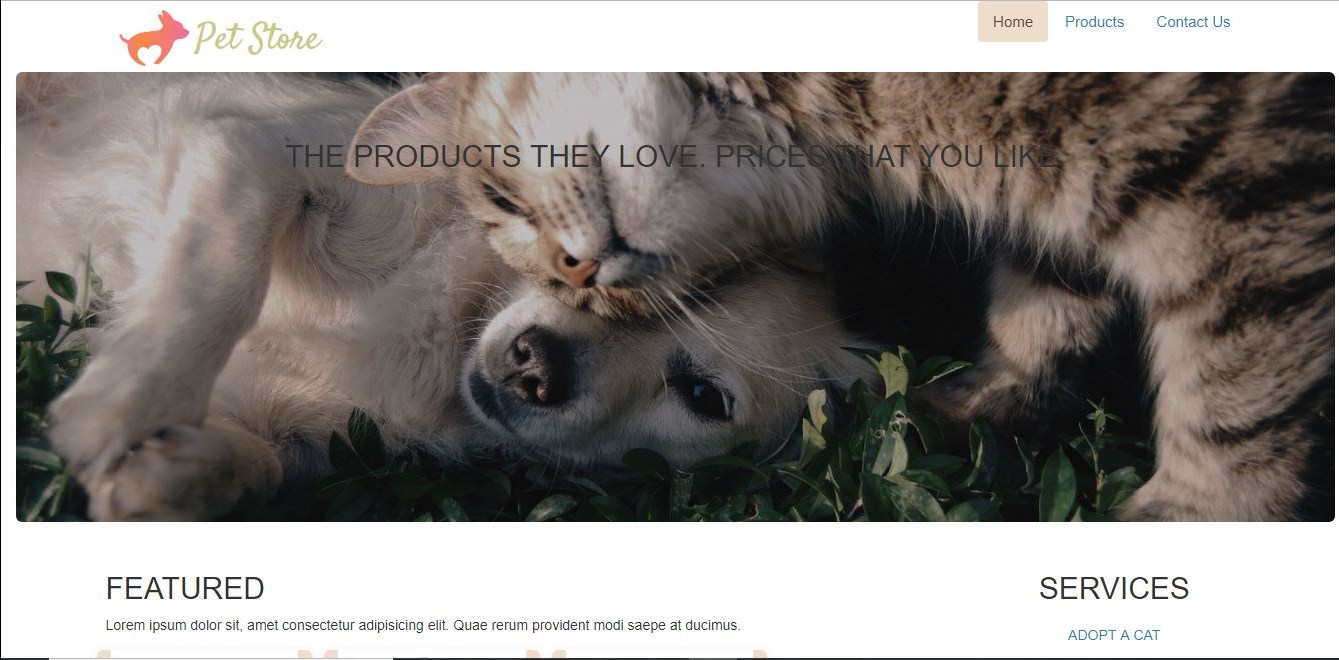 Pet Store
Home Products Contact Us
THE PRODUCTS THEY LOVE. PRICES THAT YOU LIKE.
FEATURED
Lorem ipsum dolor sit, amet consectetur adipisicing elit. Quae rerum provident modi saepe at ducimus.
SERVICES
ADOPT A CAT